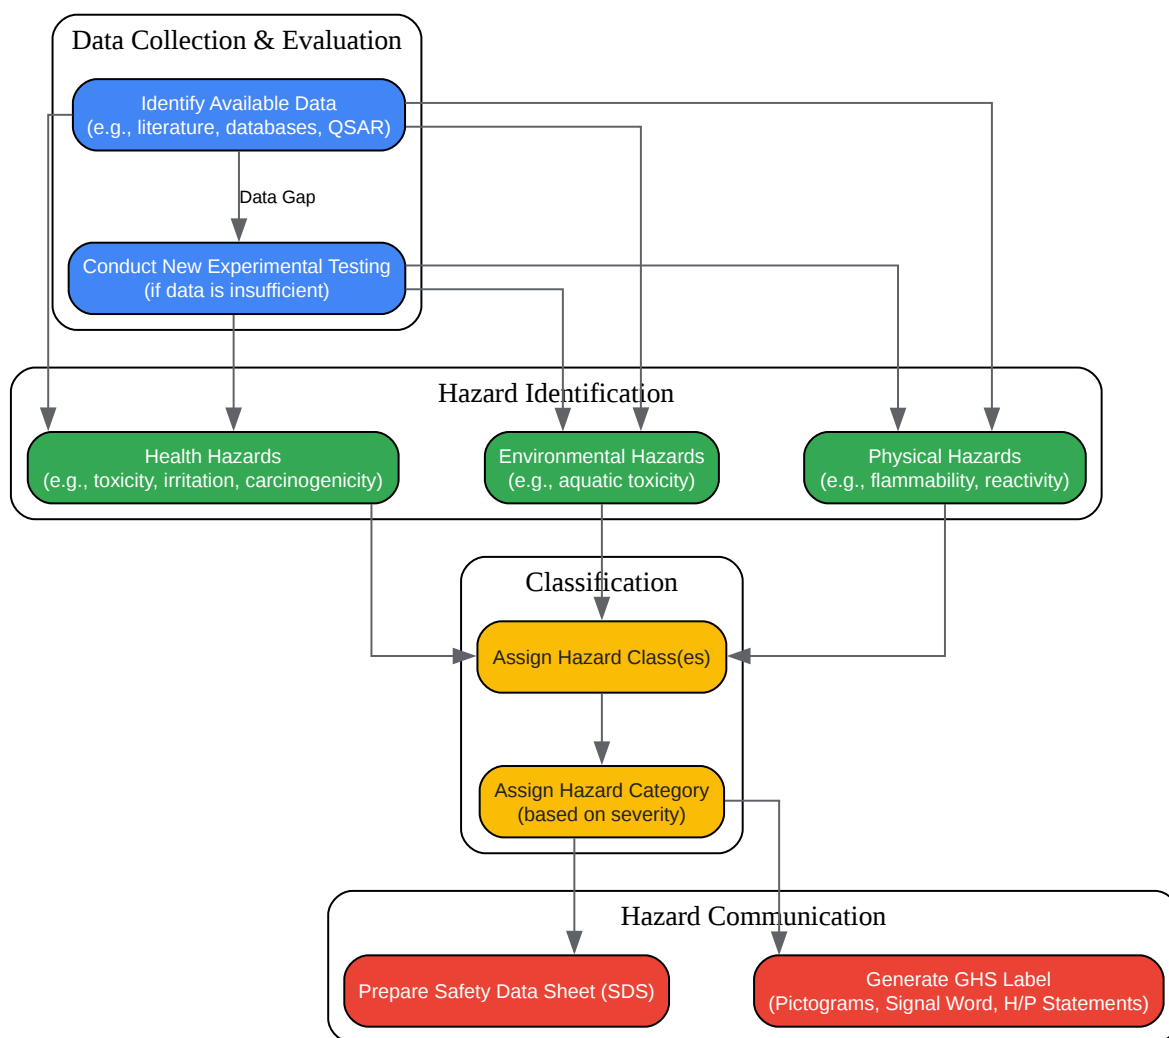 Data Collection & Evaluation
Identify Available Data
(e.g., literature, databases, QSAR)
Data Gap
Conduct New Experimental Testing
(if data is insufficient)
Hazard Identification
Health Hazards
(e.g., toxicity, irritation, carcinogenicity)
Environmental Hazards
(e.g., aquatic toxicity)
Physical Hazards
(e.g., flammability, reactivity)
Classification
Assign Hazard Class(es)
Assign Hazard Category
(based on severity)
Hazard Communication
Prepare Safety Data Sheet (SDS)
Generate GHS Label
(Pictograms, Signal Word, H/P Statements)